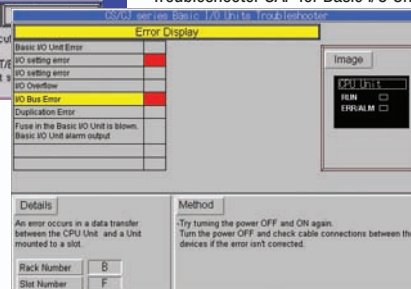 Troubleshooter SAP for Basic I/O Un
CS/CJ series Basic I/O Units Troubleshooter
Error Display
Basic I/O Unit Error
I/O setting error
I/O setting error
I/O Overflow
I/O Bus Error
Duplication Error
Fuse in the Basic I/O Unit is blown.
Basic I/O Unit alarm output
Image
CPU Unit
RUN
ERR/ALM
Details
An error occurs in a data transfer
between the CPU Unit and a Unit
mounted to a slot.
Rack Number B
Slot Number F
Method
-Try turning the power OFF and ON again.
Turn the power OFF and check cable connections between the
devices if the error isn't corrected.